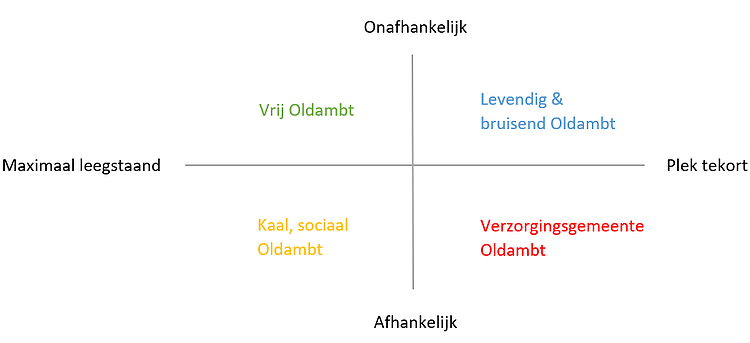 Onafhankelijk
Vrij Oldambt
Levendig &
bruisend Oldambt
Maximaal leegstaand
Plek tekort
Kaal, sociaal
Oldambt
Verzorgingsgemeente
Oldambt
Afhankelijk